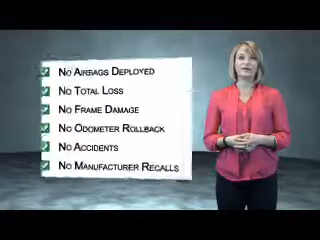 No Airbags Deployed
No Total Loss
No Frame Damage
No Odometer Rollback
No Accidents
No Manufacturer Recalls